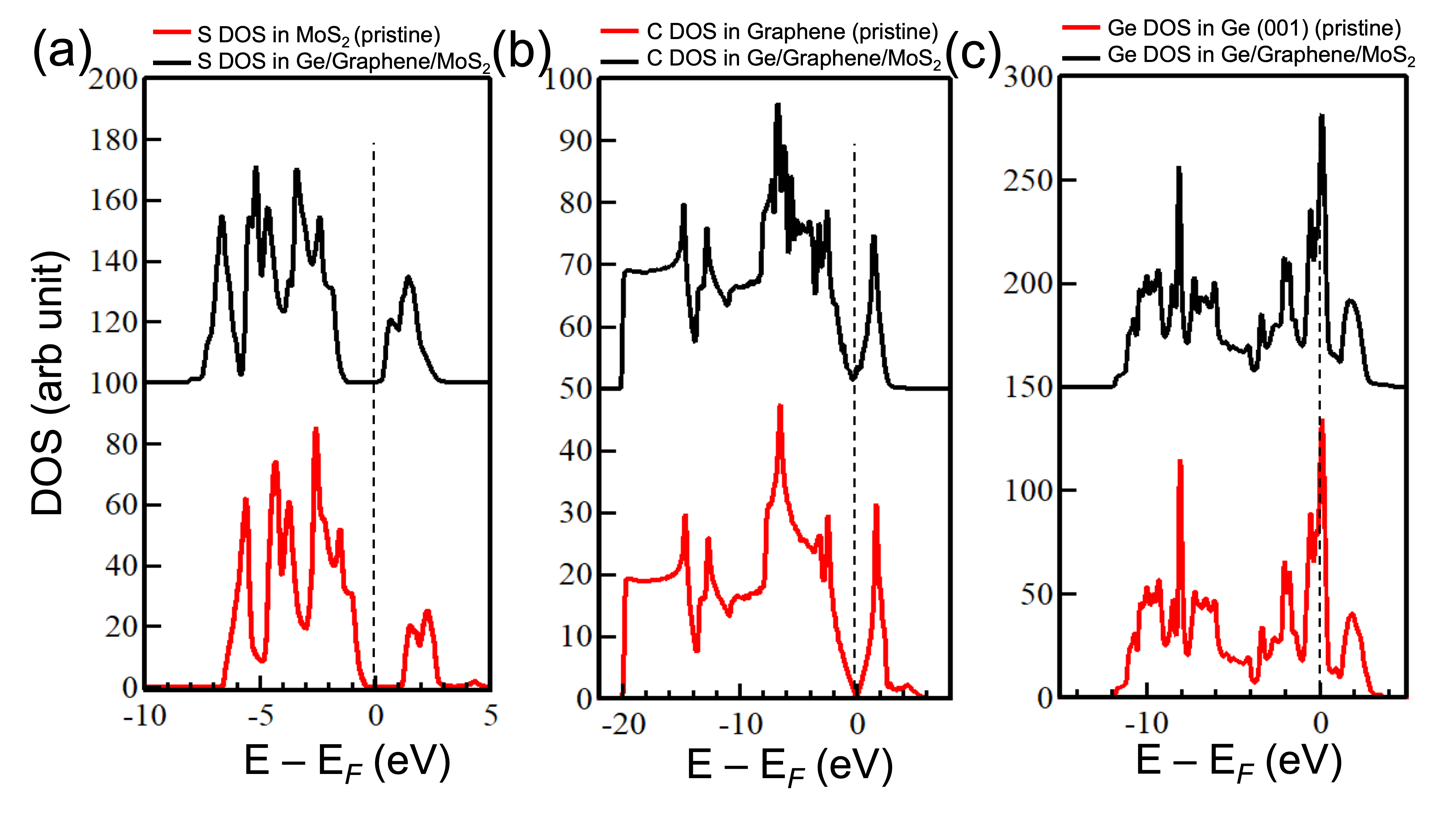 (a)
S DOS in MoS2 (pristine)
S DOS in Ge/Graphene/MoS2
(b)
C DOS in Graphene (pristine)
C DOS in Ge/Graphene/MoS2
(c)
Ge DOS in Ge (001) (pristine)
Ge DOS in Ge/Graphene/MoS2
DOS (arb unit)
200
180
160
140
120
100
80
60
40
20
0
-10
-5
0
5
E – EF (eV)
100
90
80
70
60
50
40
30
20
10
0
-20
-10
0
E – EF (eV)
300
250
200
150
100
50
0
-10
0
E – EF (eV)